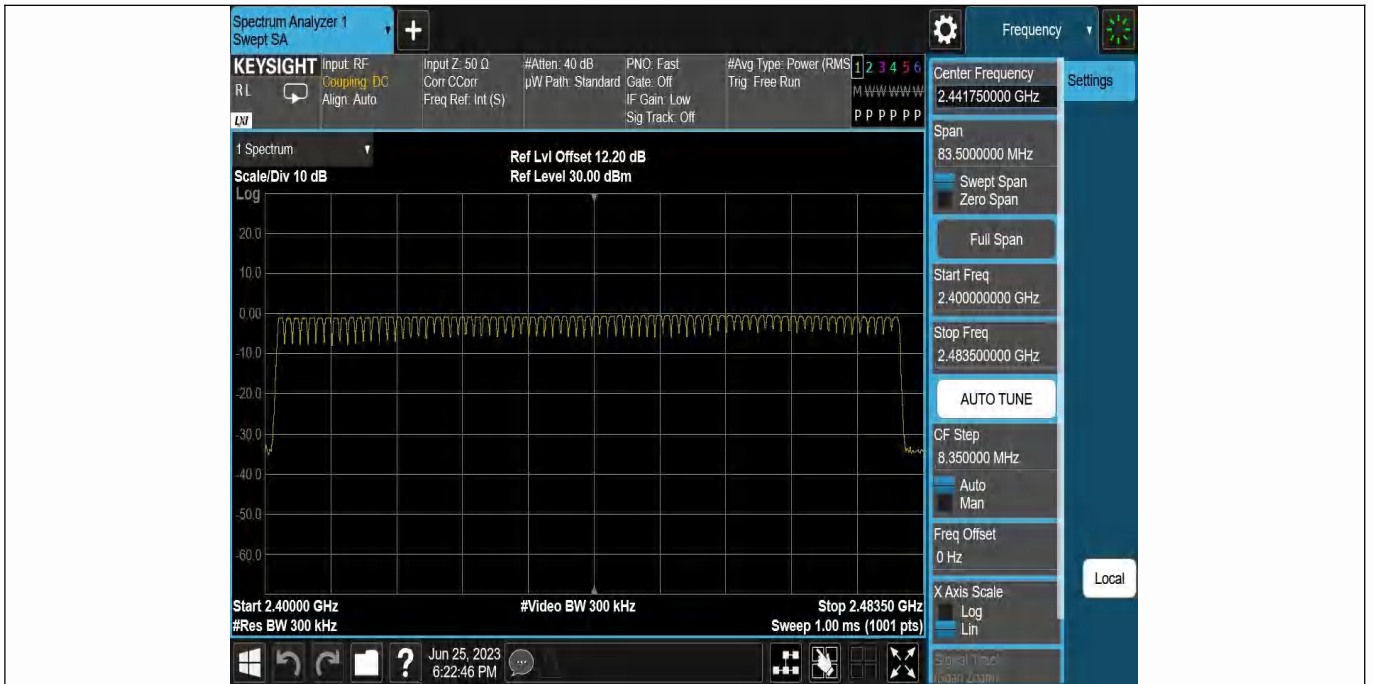 Spectrum Analyzer 1
Swept SA
+
Frequency
KEYSIGHT
RL
LXI
Input: RF
Coupling: DC
Align: Auto
Input Z: 50 Ω
Corr CCorr
Freq Ref: Int (S)
#Atten: 40 dB
µW Path: Standard
PNO: Fast
Gate: Off
IF Gain: Low
Sig Track: Off
#Avg Type: Power (RMS
Trig: Free Run
1 2 3 4 5 6
M W W W W W
P P P P P P
1 Spectrum
Scale/Div 10 dB
Log
Ref Lvl Offset 12.20 dB
Ref Level 30.00 dBm
20.0
10.0
0.00
-10.0
-20.0
-30.0
-40.0
-50.0
-60.0
Start 2.40000 GHz
#Res BW 300 kHz
#Video BW 300 kHz
Stop 2.48350 GHz
Sweep 1.00 ms (1001 pts)
Center Frequency
2.441750000 GHz
Settings
Span
83.5000000 MHz
Swept Span
Zero Span
Full Span
Start Freq
2.400000000 GHz
Stop Freq
2.483500000 GHz
AUTO TUNE
CF Step
8.350000 MHz
Auto
Man
Freq Offset
0 Hz
X Axis Scale
Log
Lin
Signal Track
(Span Zoom)
Local
?
Jun 25, 2023
6:22:46 PM